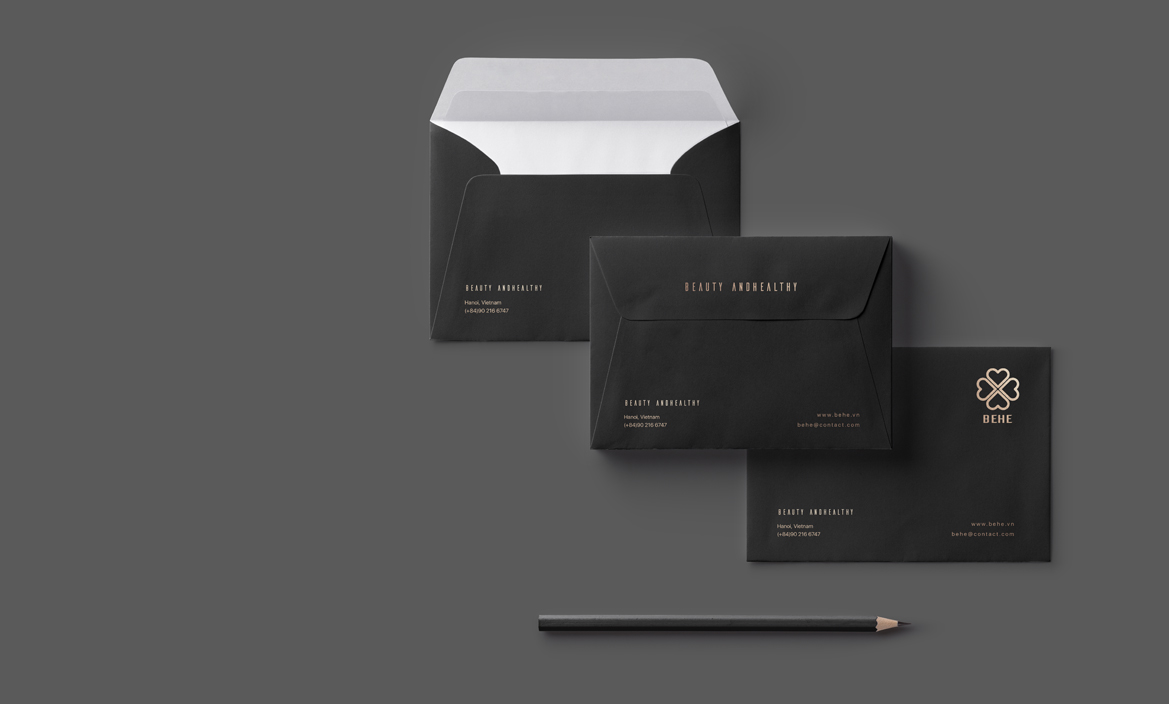 BEAUTY ANDHEALTHY
Hanoi, Vietnam
(+84)90 216 6747
BEAUTY ANDHEALTHY
BEAUTY ANDHEALTHY
Hanoi, Vietnam
(+84)90 216 6747
www.behe.vn
behe@contact.com
BEHE
BEAUTY ANDHEALTHY
Hanoi, Vietnam
(+84)90 216 6747
www.behe.vn
behe@contact.com